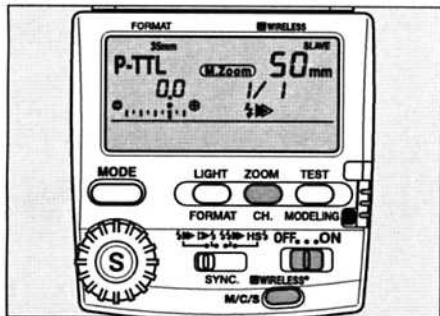 FORMAT WIRELESS
35mm SLAVE
P-TTL M.Zoom 50mm
0.0 1/1
MODE LIGHT ZOOM TEST
FORMAT CH. MODELING
HS OFF...ON
S
SYNC. WIRELESS
M/C/S